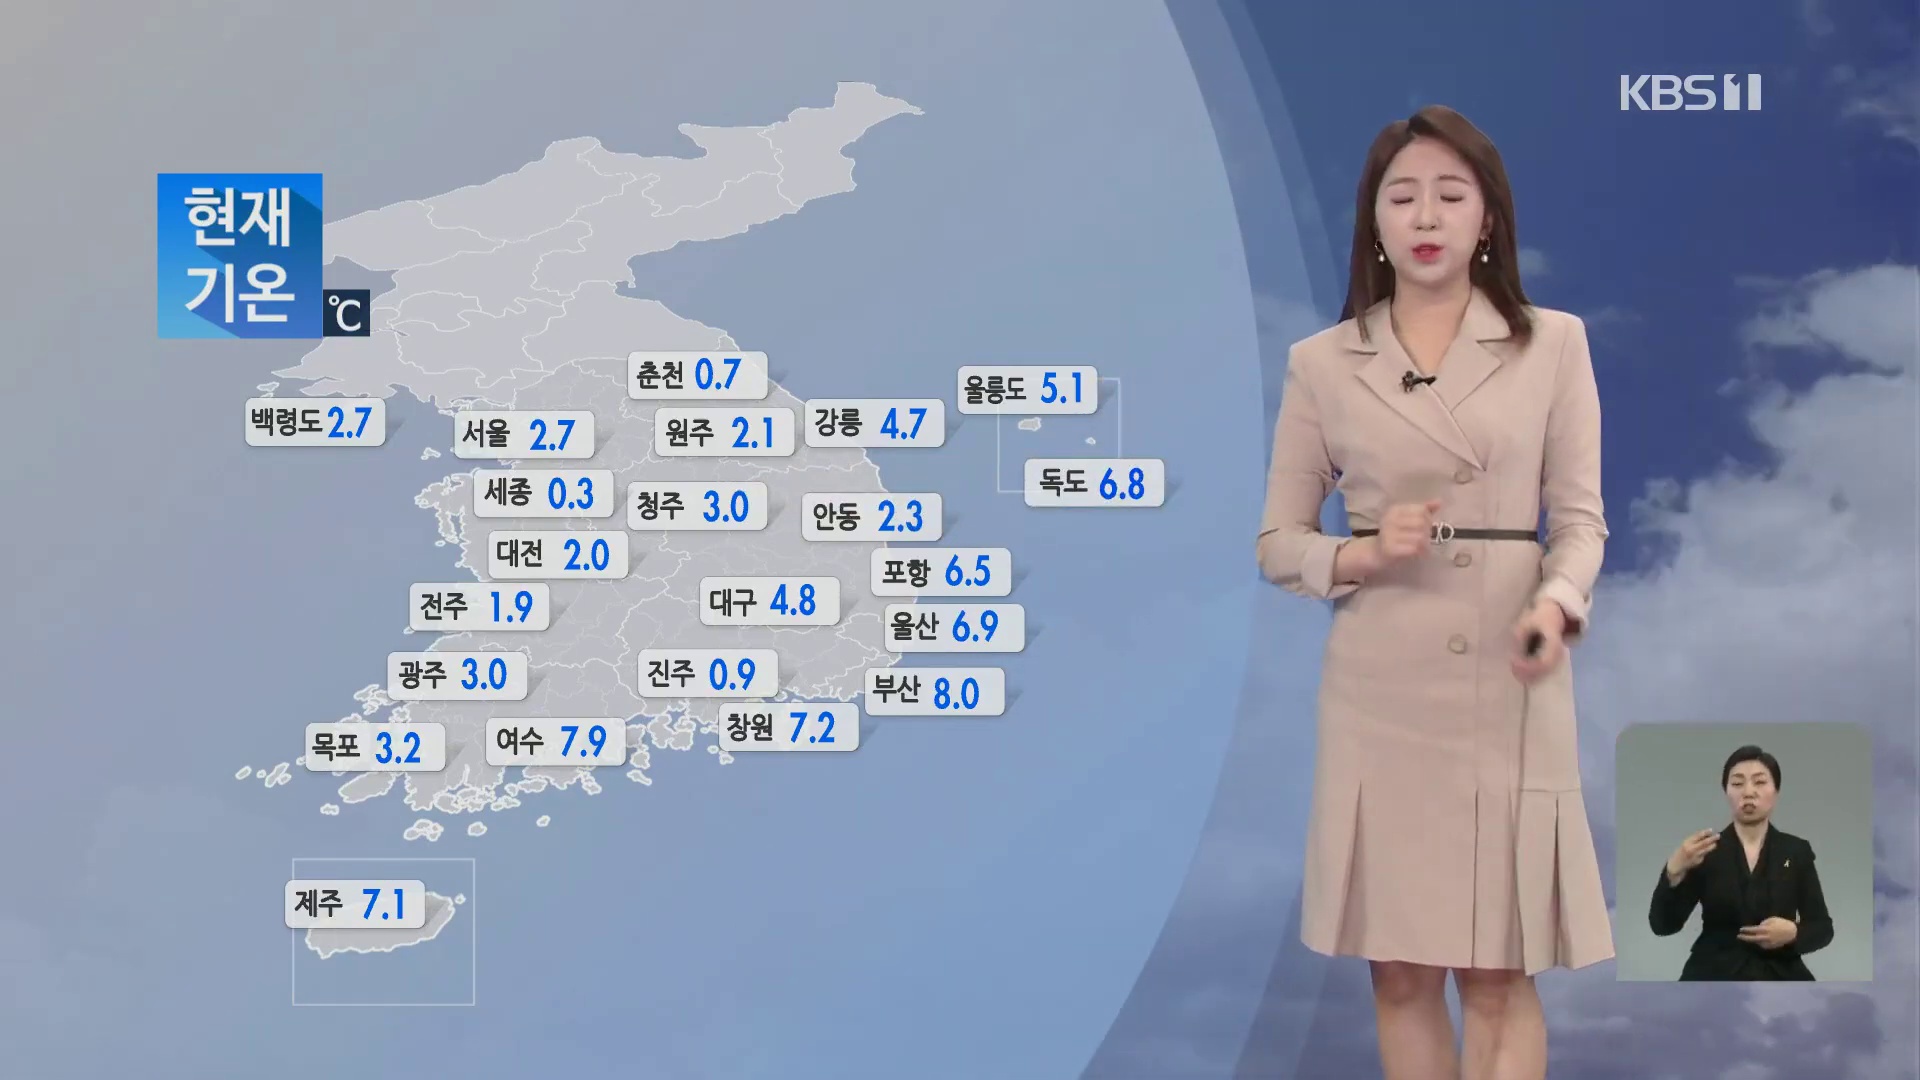 KBS 1
현재
기온
℃
춘천 0.7
울릉도 5.1
백령도 2.7
서울 2.7
원주 2.1
강릉 4.7
독도 6.8
세종 0.3
청주 3.0
안동 2.3
대전 2.0
포항 6.5
전주 1.9
대구 4.8
울산 6.9
광주 3.0
진주 0.9
부산 8.0
목포 3.2
여수 7.9
창원 7.2
제주 7.1